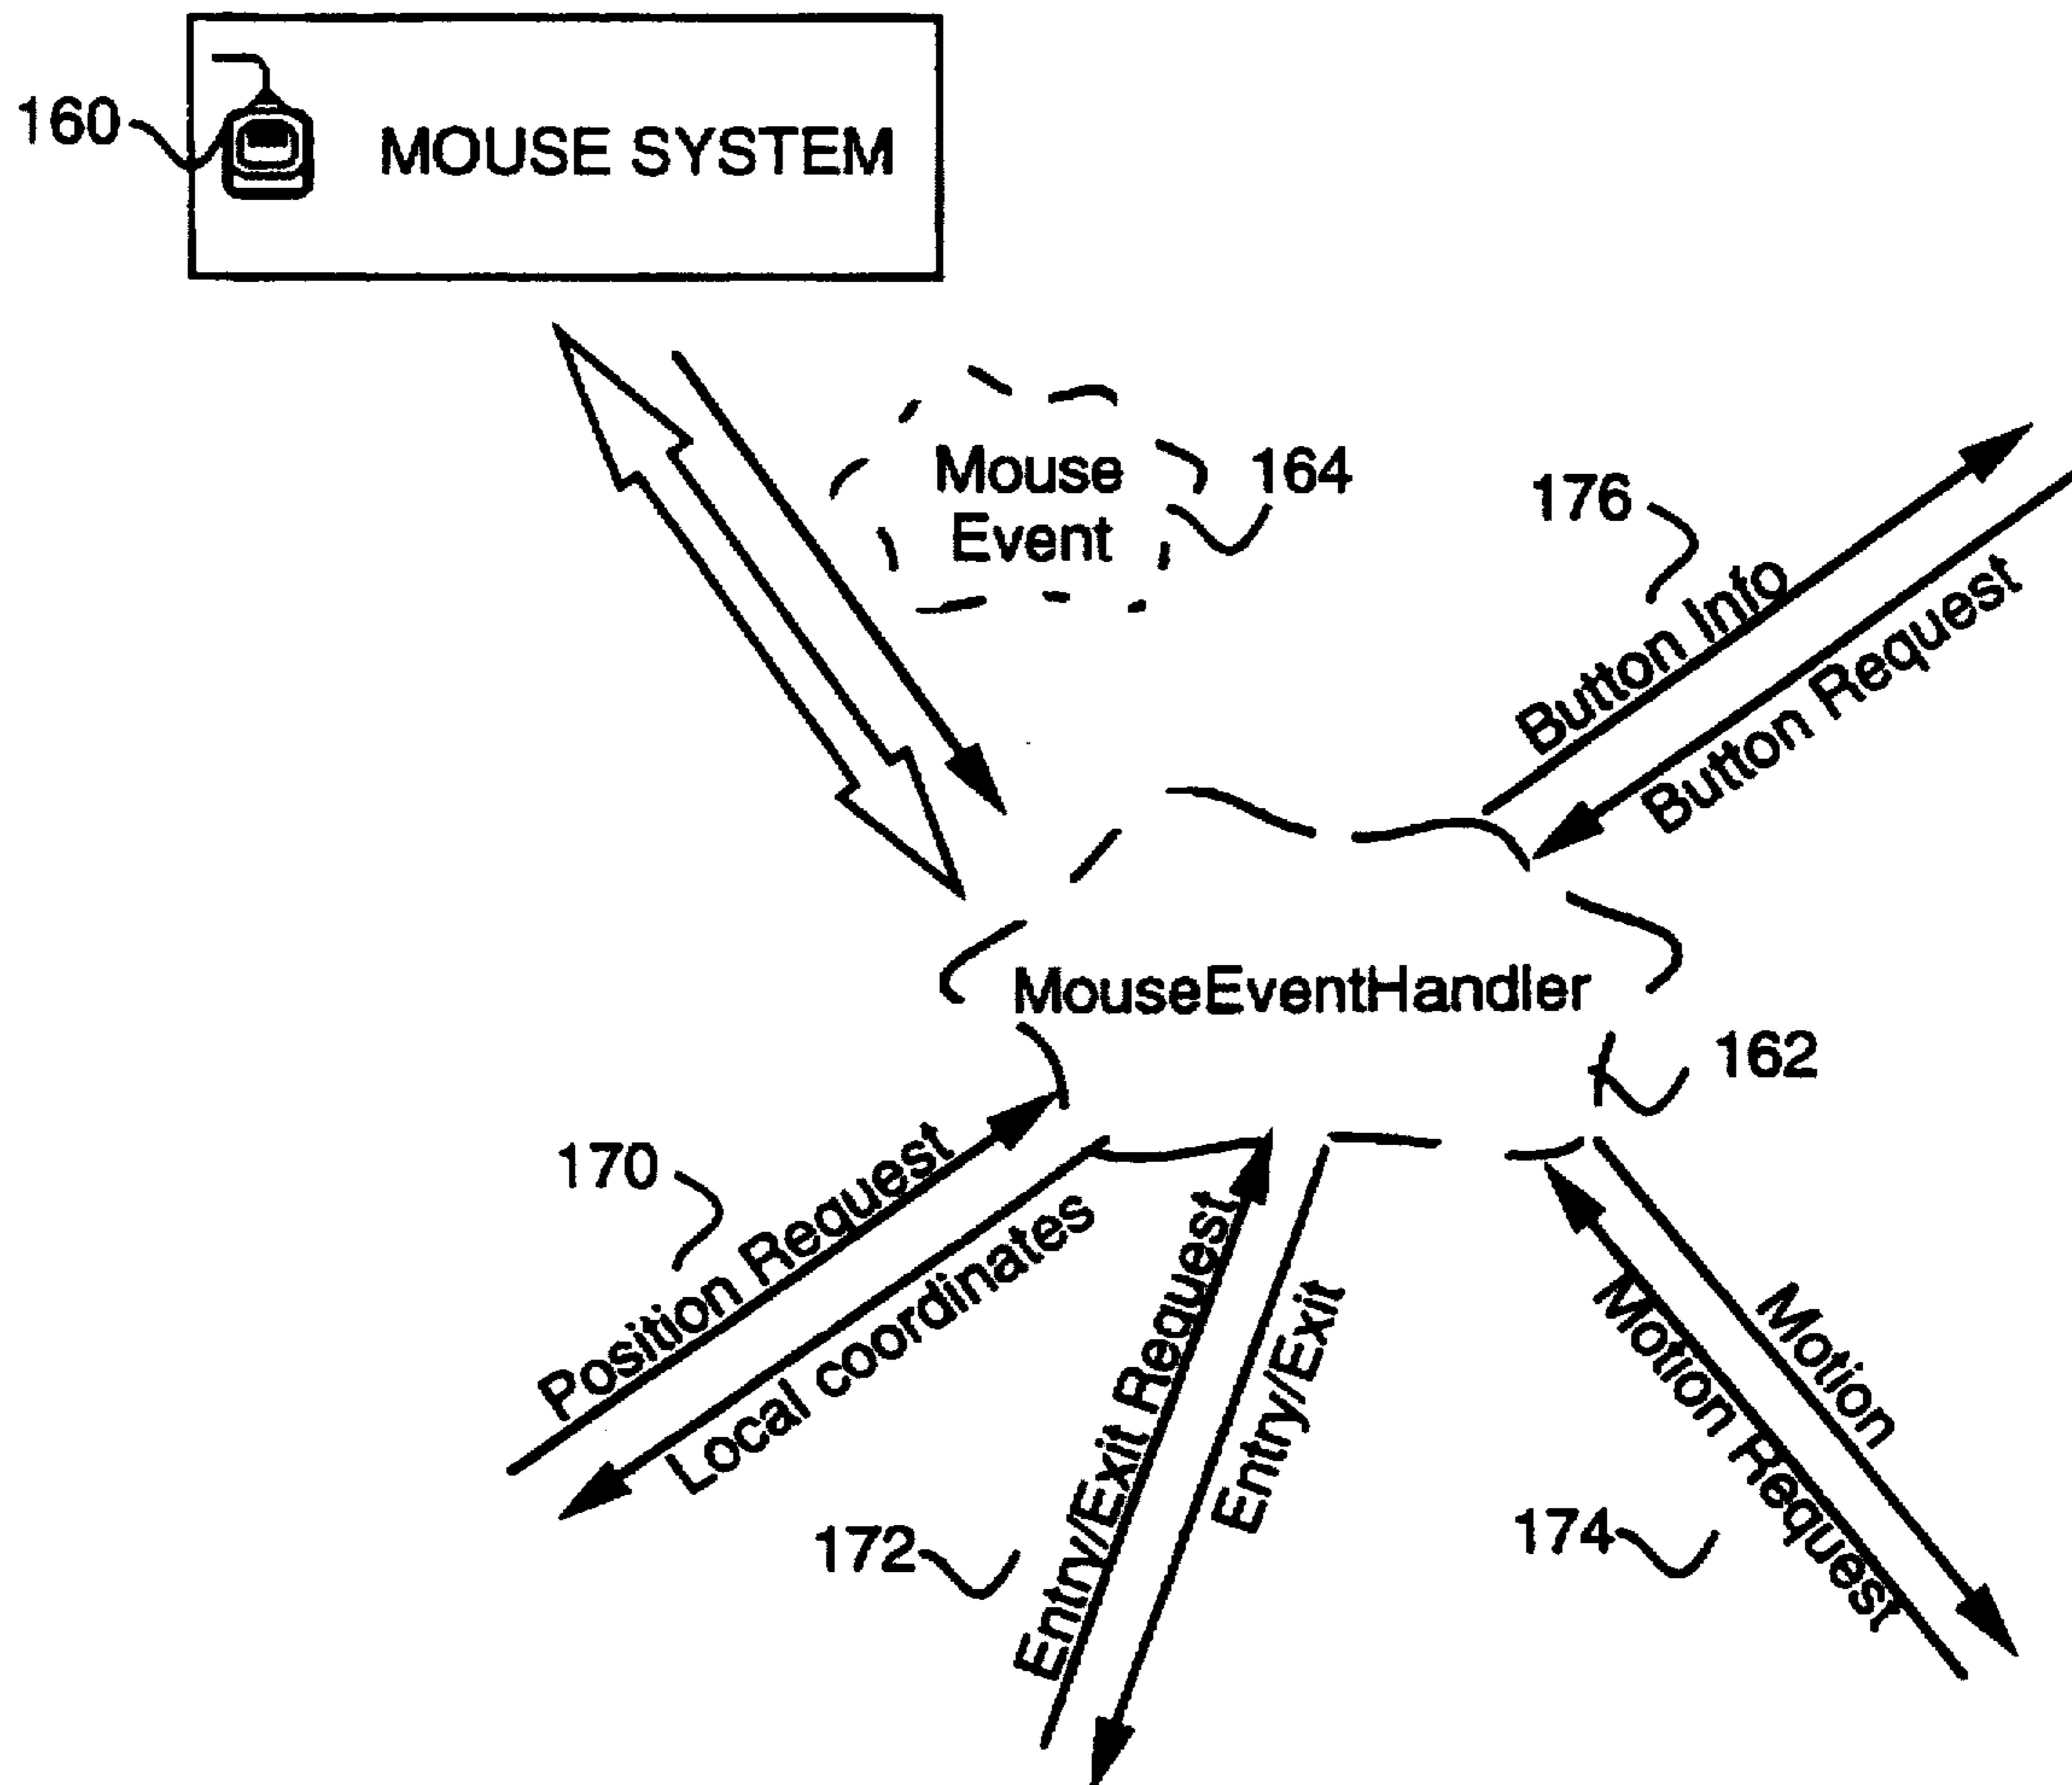 160
MOUSE SYSTEM
Mouse
Event
164
176
Button Into
Button Request
MouseEventHandler
162
170
Position Request
Local coordinates
172
Entry/Exit Request
Entry/Exit
174
Motion Request
Motion